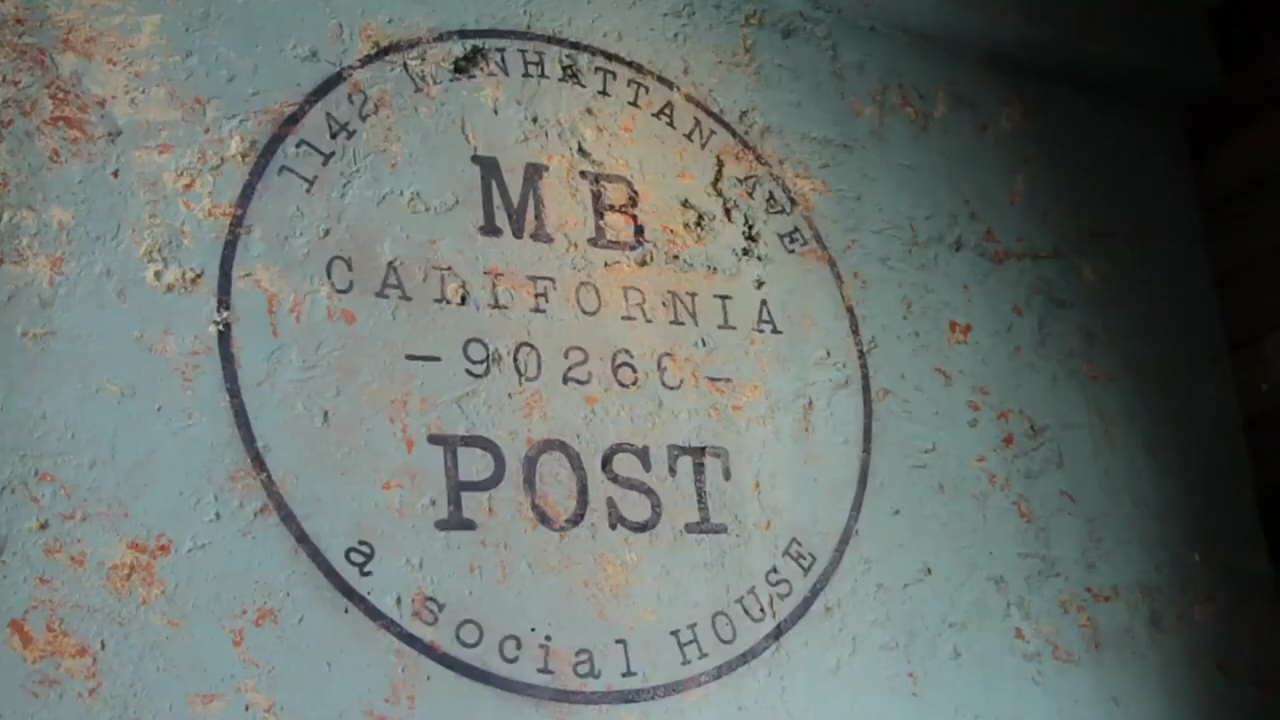 1142 MANHATTAN AVE
MB
CALIFORNIA
-90266-
POST
a social HOUSE